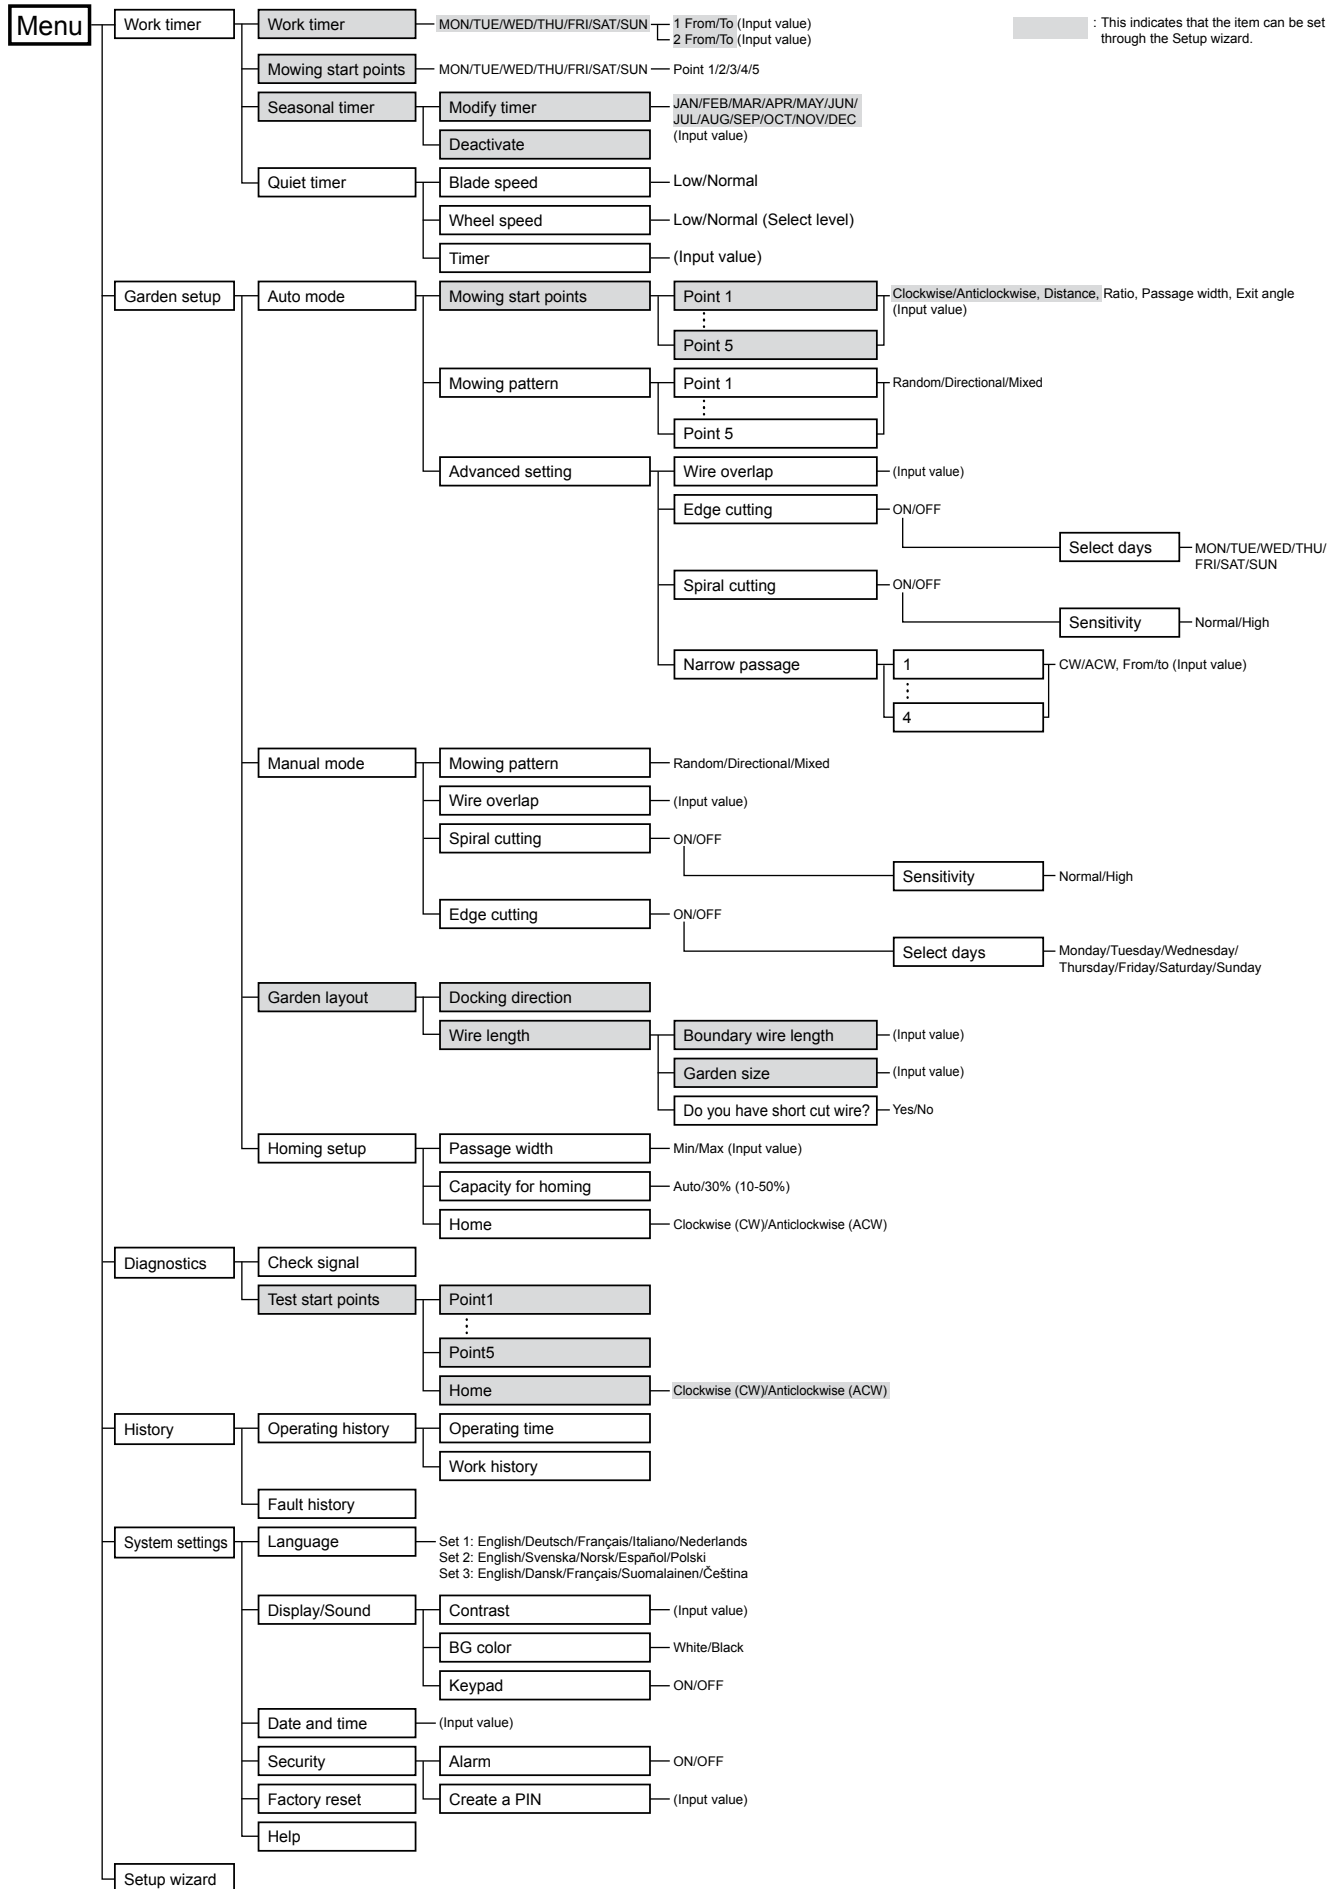 Menu
Work timer
Work timer
MON/TUE/WED/THU/FRI/SAT/SUN
1 From/To (Input value)
2 From/To (Input value)
: This indicates that the item can be set
through the Setup wizard.
Mowing start points
MON/TUE/WED/THU/FRI/SAT/SUN
Point 1/2/3/4/5
Seasonal timer
Modify timer
JAN/FEB/MAR/APR/MAY/JUN/
JUL/AUG/SEP/OCT/NOV/DEC
(Input value)
Deactivate
Quiet timer
Blade speed
Low/Normal
Wheel speed
Low/Normal (Select level)
Timer
(Input value)
Garden setup
Auto mode
Mowing start points
Point 1
Clockwise/Anticlockwise, Distance, Ratio, Passage width, Exit angle
(Input value)
Point 5
Mowing pattern
Point 1
Random/Directional/Mixed
Point 5
Advanced setting
Wire overlap
(Input value)
Edge cutting
ON/OFF
Select days
MON/TUE/WED/THU/
FRI/SAT/SUN
Spiral cutting
ON/OFF
Sensitivity
Normal/High
Narrow passage
1
CW/ACW, From/to (Input value)
4
Manual mode
Mowing pattern
Random/Directional/Mixed
Wire overlap
(Input value)
Spiral cutting
ON/OFF
Sensitivity
Normal/High
Edge cutting
ON/OFF
Select days
Monday/Tuesday/Wednesday/
Thursday/Friday/Saturday/Sunday
Garden layout
Docking direction
Wire length
Boundary wire length
(Input value)
Garden size
(Input value)
Do you have short cut wire?
Yes/No
Homing setup
Passage width
Min/Max (Input value)
Capacity for homing
Auto/30% (10-50%)
Home
Clockwise (CW)/Anticlockwise (ACW)
Diagnostics
Check signal
Test start points
Point1
Point5
Home
Clockwise (CW)/Anticlockwise (ACW)
History
Operating history
Operating time
Work history
Fault history
System settings
Language
Set 1: English/Deutsch/Français/Italiano/Nederlands
Set 2: English/Svenska/Norsk/Español/Polski
Set 3: English/Dansk/Français/Suomalainen/Čeština
Display/Sound
Contrast
(Input value)
BG color
White/Black
Keypad
ON/OFF
Date and time
(Input value)
Security
Alarm
ON/OFF
Factory reset
Create a PIN
(Input value)
Help
Setup wizard